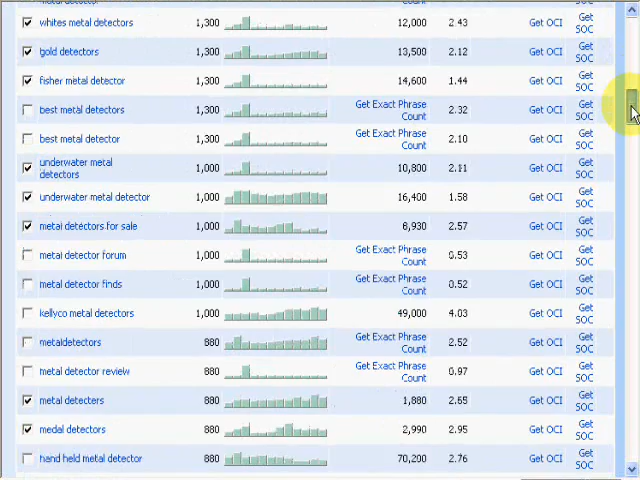 Count
SOC
whites metal detectors 1,300 12,000 2.43 Get OCI Get SOC
gold detectors 1,300 13,500 2.12 Get OCI Get SOC
fisher metal detector 1,300 14,600 1.44 Get OCI Get SOC
best metal detectors 1,300 Get Exact Phrase Count 2.32 Get OCI Get SOC
best metal detector 1,300 Get Exact Phrase Count 2.10 Get OCI Get SOC
underwater metal detectors 1,000 10,800 2.11 Get OCI Get SOC
underwater metal detector 1,000 16,400 1.58 Get OCI Get SOC
metal detectors for sale 1,000 6,930 2.57 Get OCI Get SOC
metal detector forum 1,000 Get Exact Phrase Count 0.53 Get OCI Get SOC
metal detector finds 1,000 Get Exact Phrase Count 0.52 Get OCI Get SOC
kellyco metal detectors 1,000 49,000 4.03 Get OCI Get SOC
metaldetectors 880 Get Exact Phrase Count 2.52 Get OCI Get SOC
metal detector review 880 Get Exact Phrase Count 0.97 Get OCI Get SOC
metal detecters 880 1,880 2.65 Get OCI Get SOC
medal detectors 880 2,990 2.95 Get OCI Get SOC
hand held metal detector 880 70,200 2.76 Get OCI Get SOC